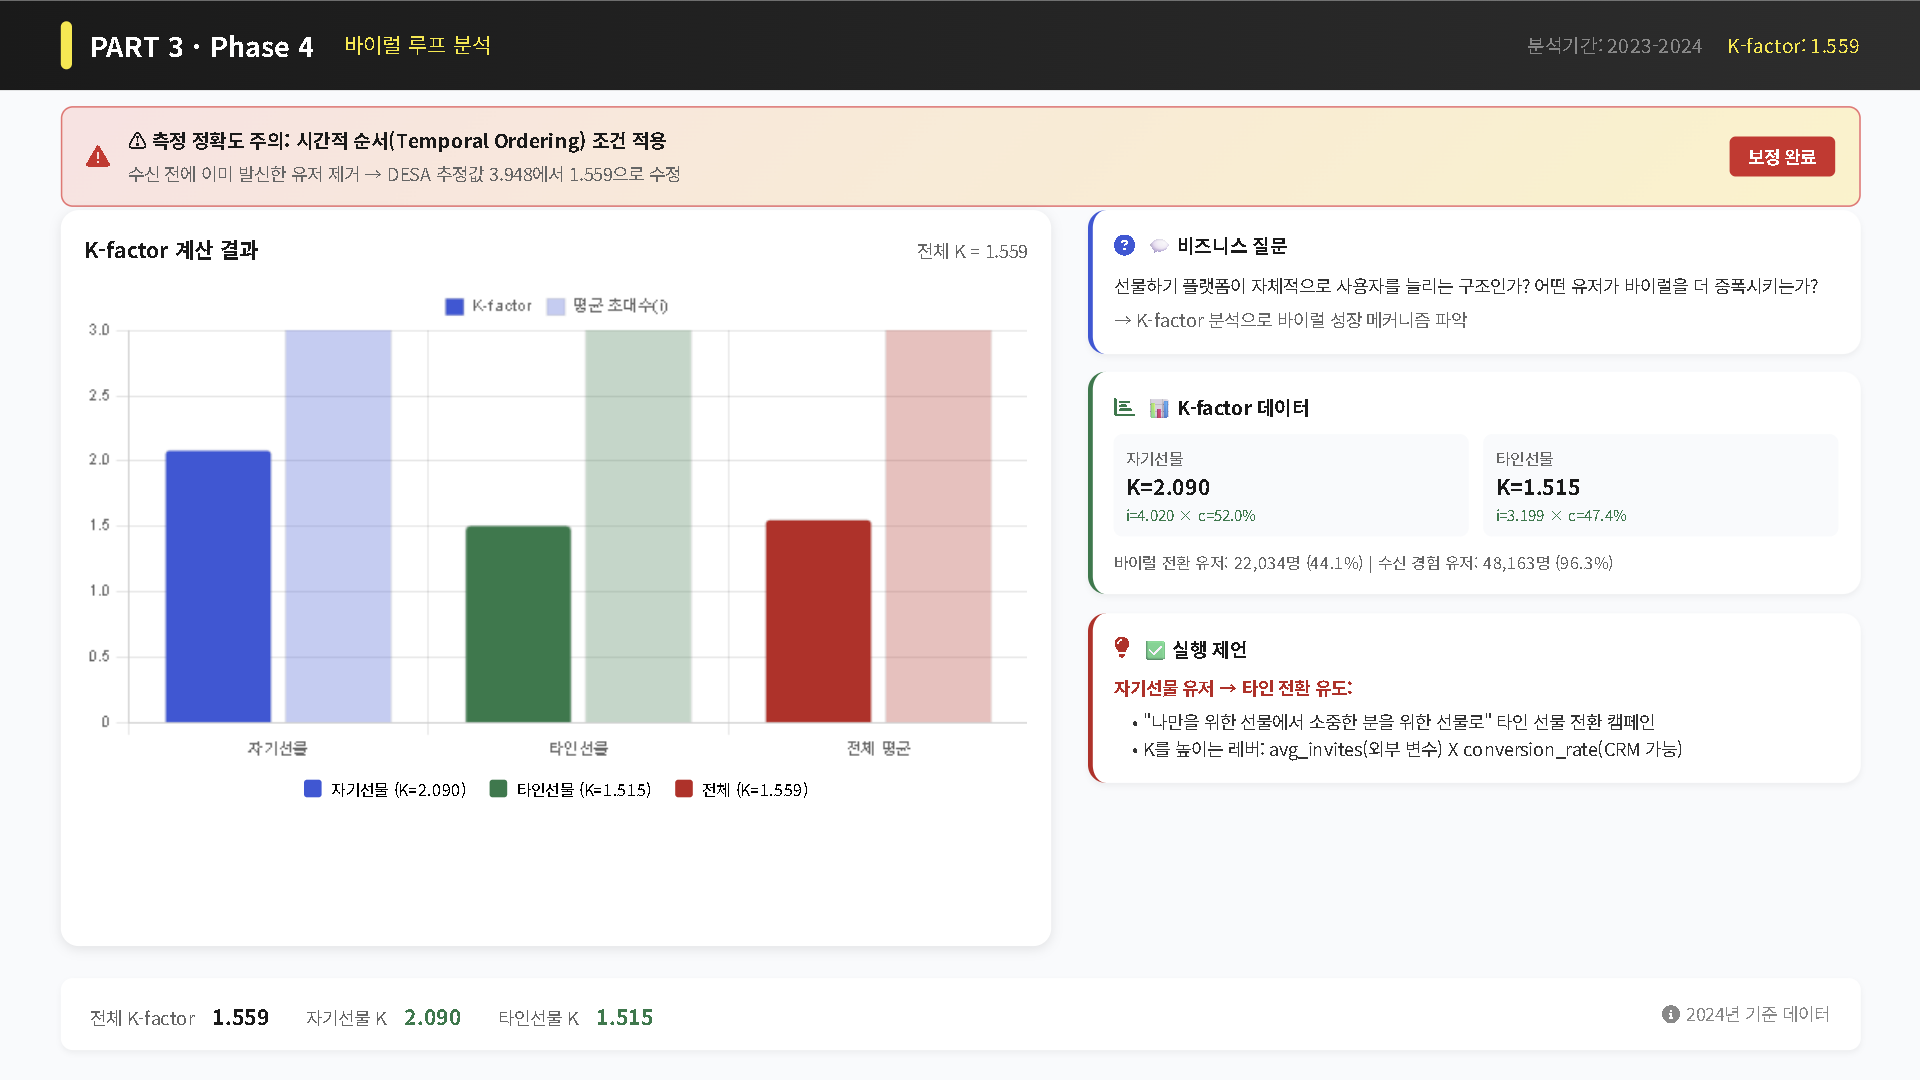 PART 3 · Phase 4 바이럴 루프 분석
분석기간: 2023-2024 K-factor: 1.559
⚠ 측정 정확도 주의: 시간적 순서(Temporal Ordering) 조건 적용
수신 전에 이미 발신한 유저 제거 → DESA 추정값 3.948에서 1.559으로 수정
보정 완료
K-factor 계산 결과
전체 K = 1.559
K-factor 평균 초대수(i)
3.0
2.5
2.0
1.5
1.0
0.5
0
자기선물 타인선물 전체 평균
자기선물 (K=2.090) 타인선물 (K=1.515) 전체 (K=1.559)
비즈니스 질문
선물하기 플랫폼이 자체적으로 사용자를 늘리는 구조인가? 어떤 유저가 바이럴을 더 증폭시키는가?
→ K-factor 분석으로 바이럴 성장 메커니즘 파악
K-factor 데이터
자기선물
K=2.090
i=4.020 × c=52.0%
타인선물
K=1.515
i=3.199 × c=47.4%
바이럴 전환 유저: 22,034명 (44.1%) | 수신 경험 유저: 48,163명 (96.3%)
✅ 실행 제언
자기선물 유저 → 타인 전환 유도:
• "나만을 위한 선물에서 소중한 분을 위한 선물로" 타인 선물 전환 캠페인
• K를 높이는 레버: avg_invites(외부 변수) X conversion_rate(CRM 가능)
전체 K-factor 1.559 자기선물 K 2.090 타인선물 K 1.515
2024년 기준 데이터